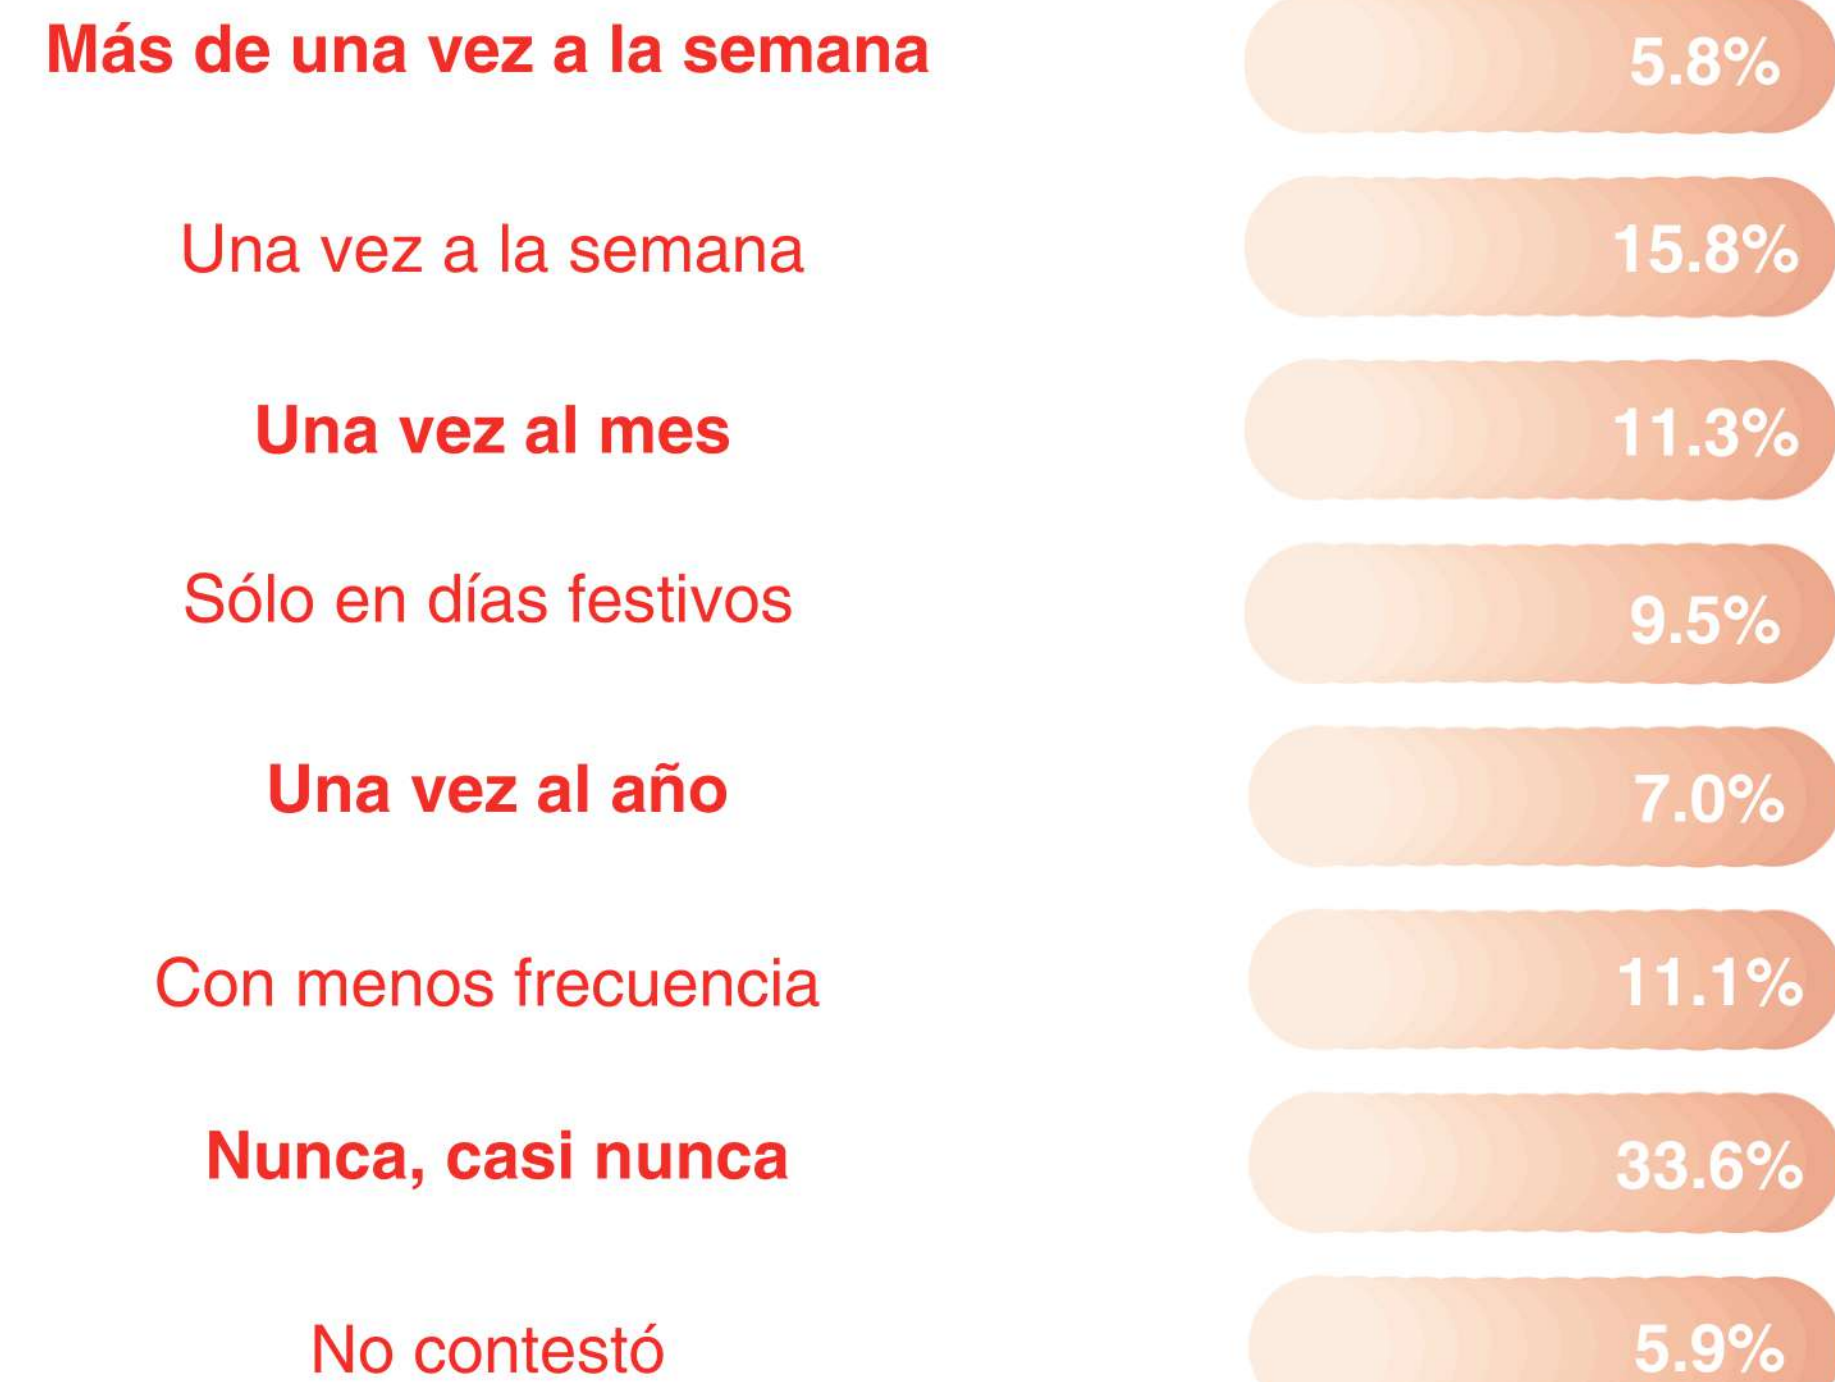 Más de una vez a la semana 5.8%
Una vez a la semana 15.8%
Una vez al mes 11.3%
Sólo en días festivos 9.5%
Una vez al año 7.0%
Con menos frecuencia 11.1%
Nunca, casi nunca 33.6%
No contestó 5.9%